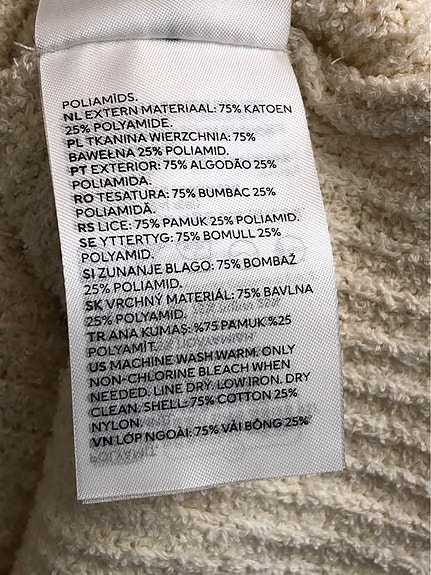 POLIAMĪDS.
NL EXTERN MATERIAAL: 75% KATOEN
25% POLYAMIDE.
PL TKANINA WIERZCHNIA: 75%
BAWEŁNA 25% POLIAMID.
PT EXTERIOR: 75% ALGODÃO 25%
POLIAMIDA.
RO TESATURA: 75% BUMBAC 25%
POLIAMIDĂ.
RS LICE: 75% PAMUK 25% POLIAMID.
SE YTTERTYG: 75% BOMULL 25%
POLYAMID.
SI ZUNANJE BLAGO: 75% BOMBAŽ
25% POLIAMID.
SK VRCHNÝ MATERIÁL: 75% BAVLNA
25% POLYAMID.
TR ANA KUMAŞ: %75 PAMUK %25
POLYAMİT.
US MACHINE WASH WARM. ONLY
NON-CHLORINE BLEACH WHEN
NEEDED. LINE DRY. LOW IRON. DRY
CLEAN. SHELL: 75% COTTON 25%
NYLON.
VN LỚP NGOÀI: 75% VẢI BÔNG 25%